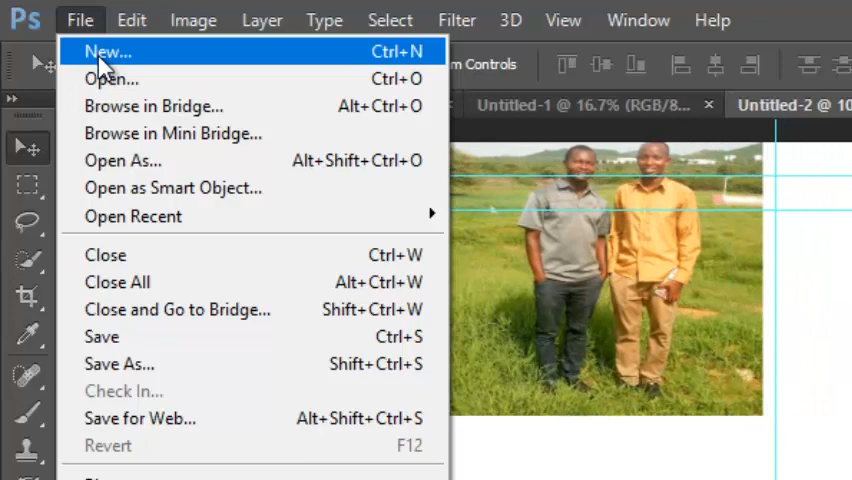 Ps File Edit Image Layer Type Select Filter 3D View Window Help
New... Ctrl+N
m Controls
Open... Ctrl+O
Untitled-1 @ 16.7% (RGB/8... × Untitled-2 @ 10
Browse in Bridge... Alt+Ctrl+O
Browse in Mini Bridge...
Open As... Alt+Shift+Ctrl+O
Open as Smart Object...
Open Recent
Close Ctrl+W
Close All Alt+Ctrl+W
Close and Go to Bridge... Shift+Ctrl+W
Save Ctrl+S
Save As... Shift+Ctrl+S
Check In...
Save for Web... Alt+Shift+Ctrl+S
Revert F12